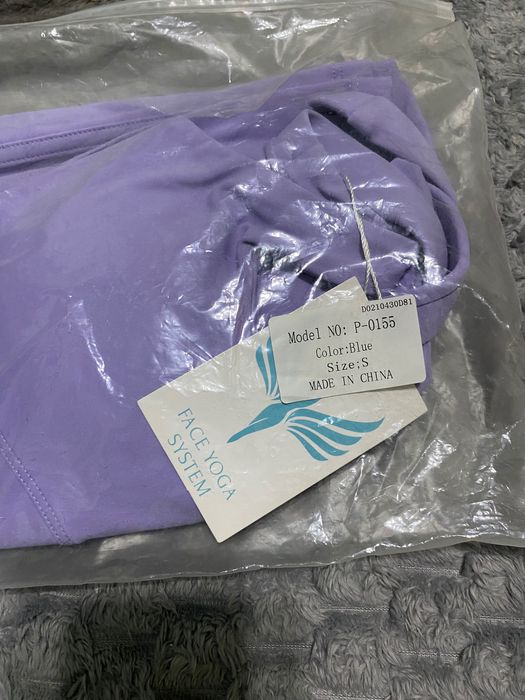 D0210430D81
Model NO: P-0155
Color:Blue
Size;S
MADE IN CHINA
FACE YOGA
SYSTEM